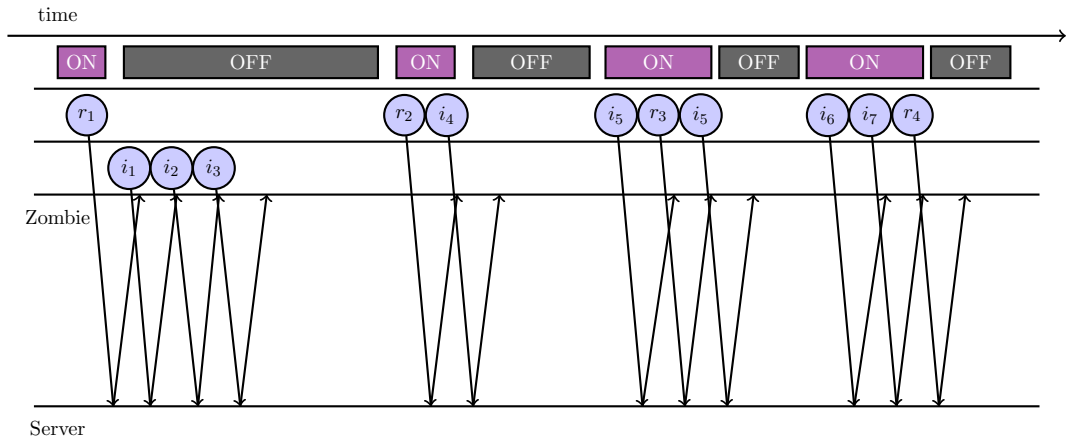 time
ON OFF ON OFF ON OFF ON OFF
r1 r2 i4 i5 r3 i5 i6 i7 r4
i1 i2 i3
Zombie
Server